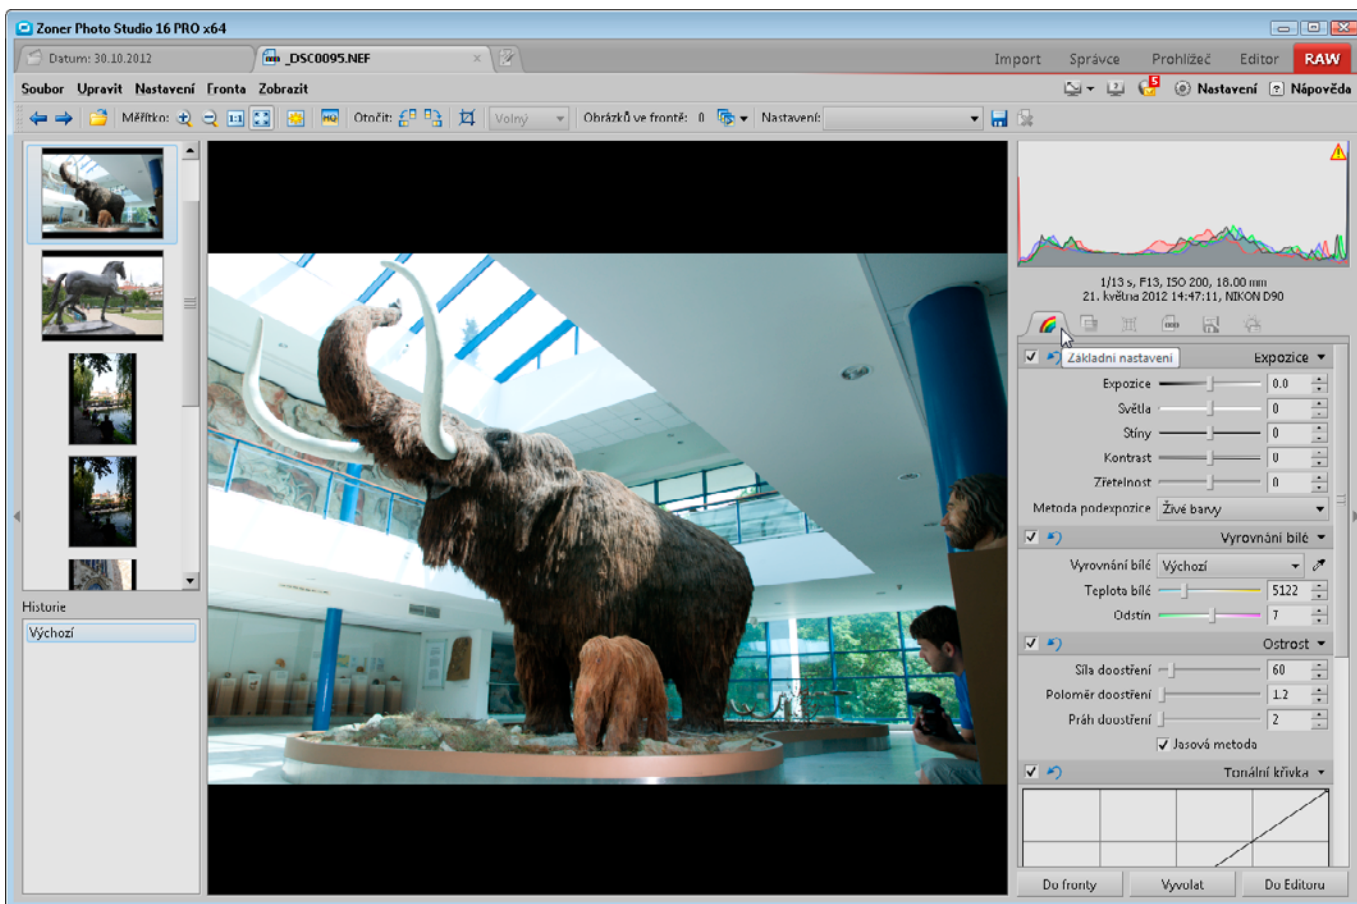 Zoner Photo Studio 16 PRO x64
Datum: 30.10.2012
_DSC0095.NEF
Import Správce Prohlížeč Editor RAW
Soubor Upravit Nastavení Fronta Zobrazit
5 Nastavení ? Nápověda
Měřítko: 1:1 HQ Otočit: Volný Obrázků ve frontě: 0 Nastavení:
1/13 s, F13, ISO 200, 18.00 mm
21. května 2012 14:47:11, NIKON D90
Základní nastavení
Expozice
Expozice 0.0
Světla 0
Stíny 0
Kontrast 0
Zřetelnost 0
Metoda podexpozice Živé barvy
Vyrovnání bílé
Vyrovnání bílé Výchozí
Teplota bílé 5122
Odstín 7
Ostrost
Síla doostření 60
Poloměr doostření 1.2
Práh doostření 2
Jasová metoda
Tonální křivka
Historie
Výchozí
Do fronty Vyvolat Do Editoru